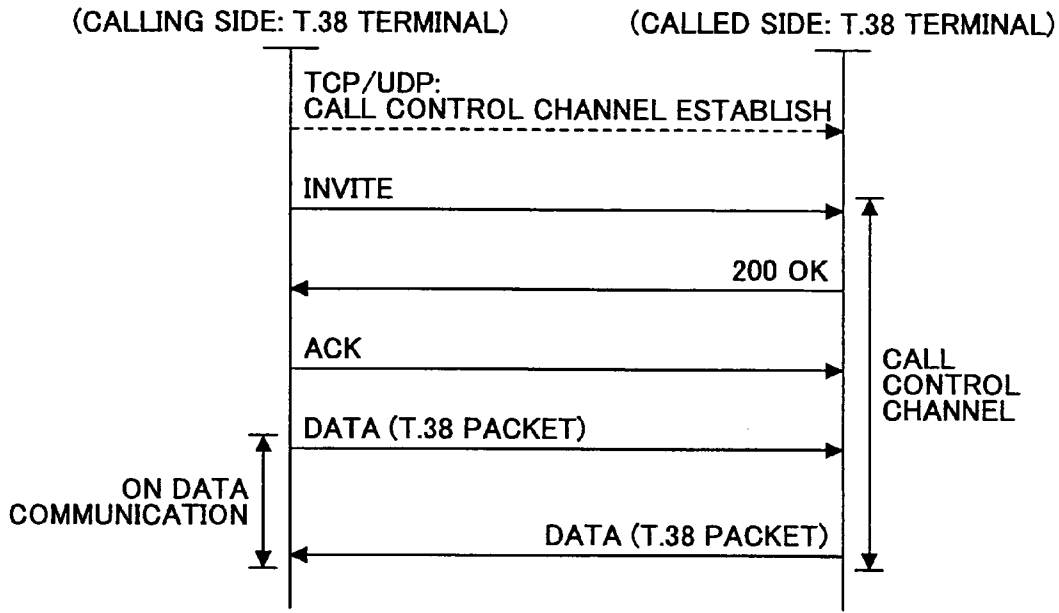 (CALLING SIDE: T.38 TERMINAL)
(CALLED SIDE: T.38 TERMINAL)
TCP/UDP:
CALL CONTROL CHANNEL ESTABLISH
INVITE
200 OK
ACK
CALL
CONTROL
CHANNEL
DATA (T.38 PACKET)
ON DATA
COMMUNICATION
DATA (T.38 PACKET)